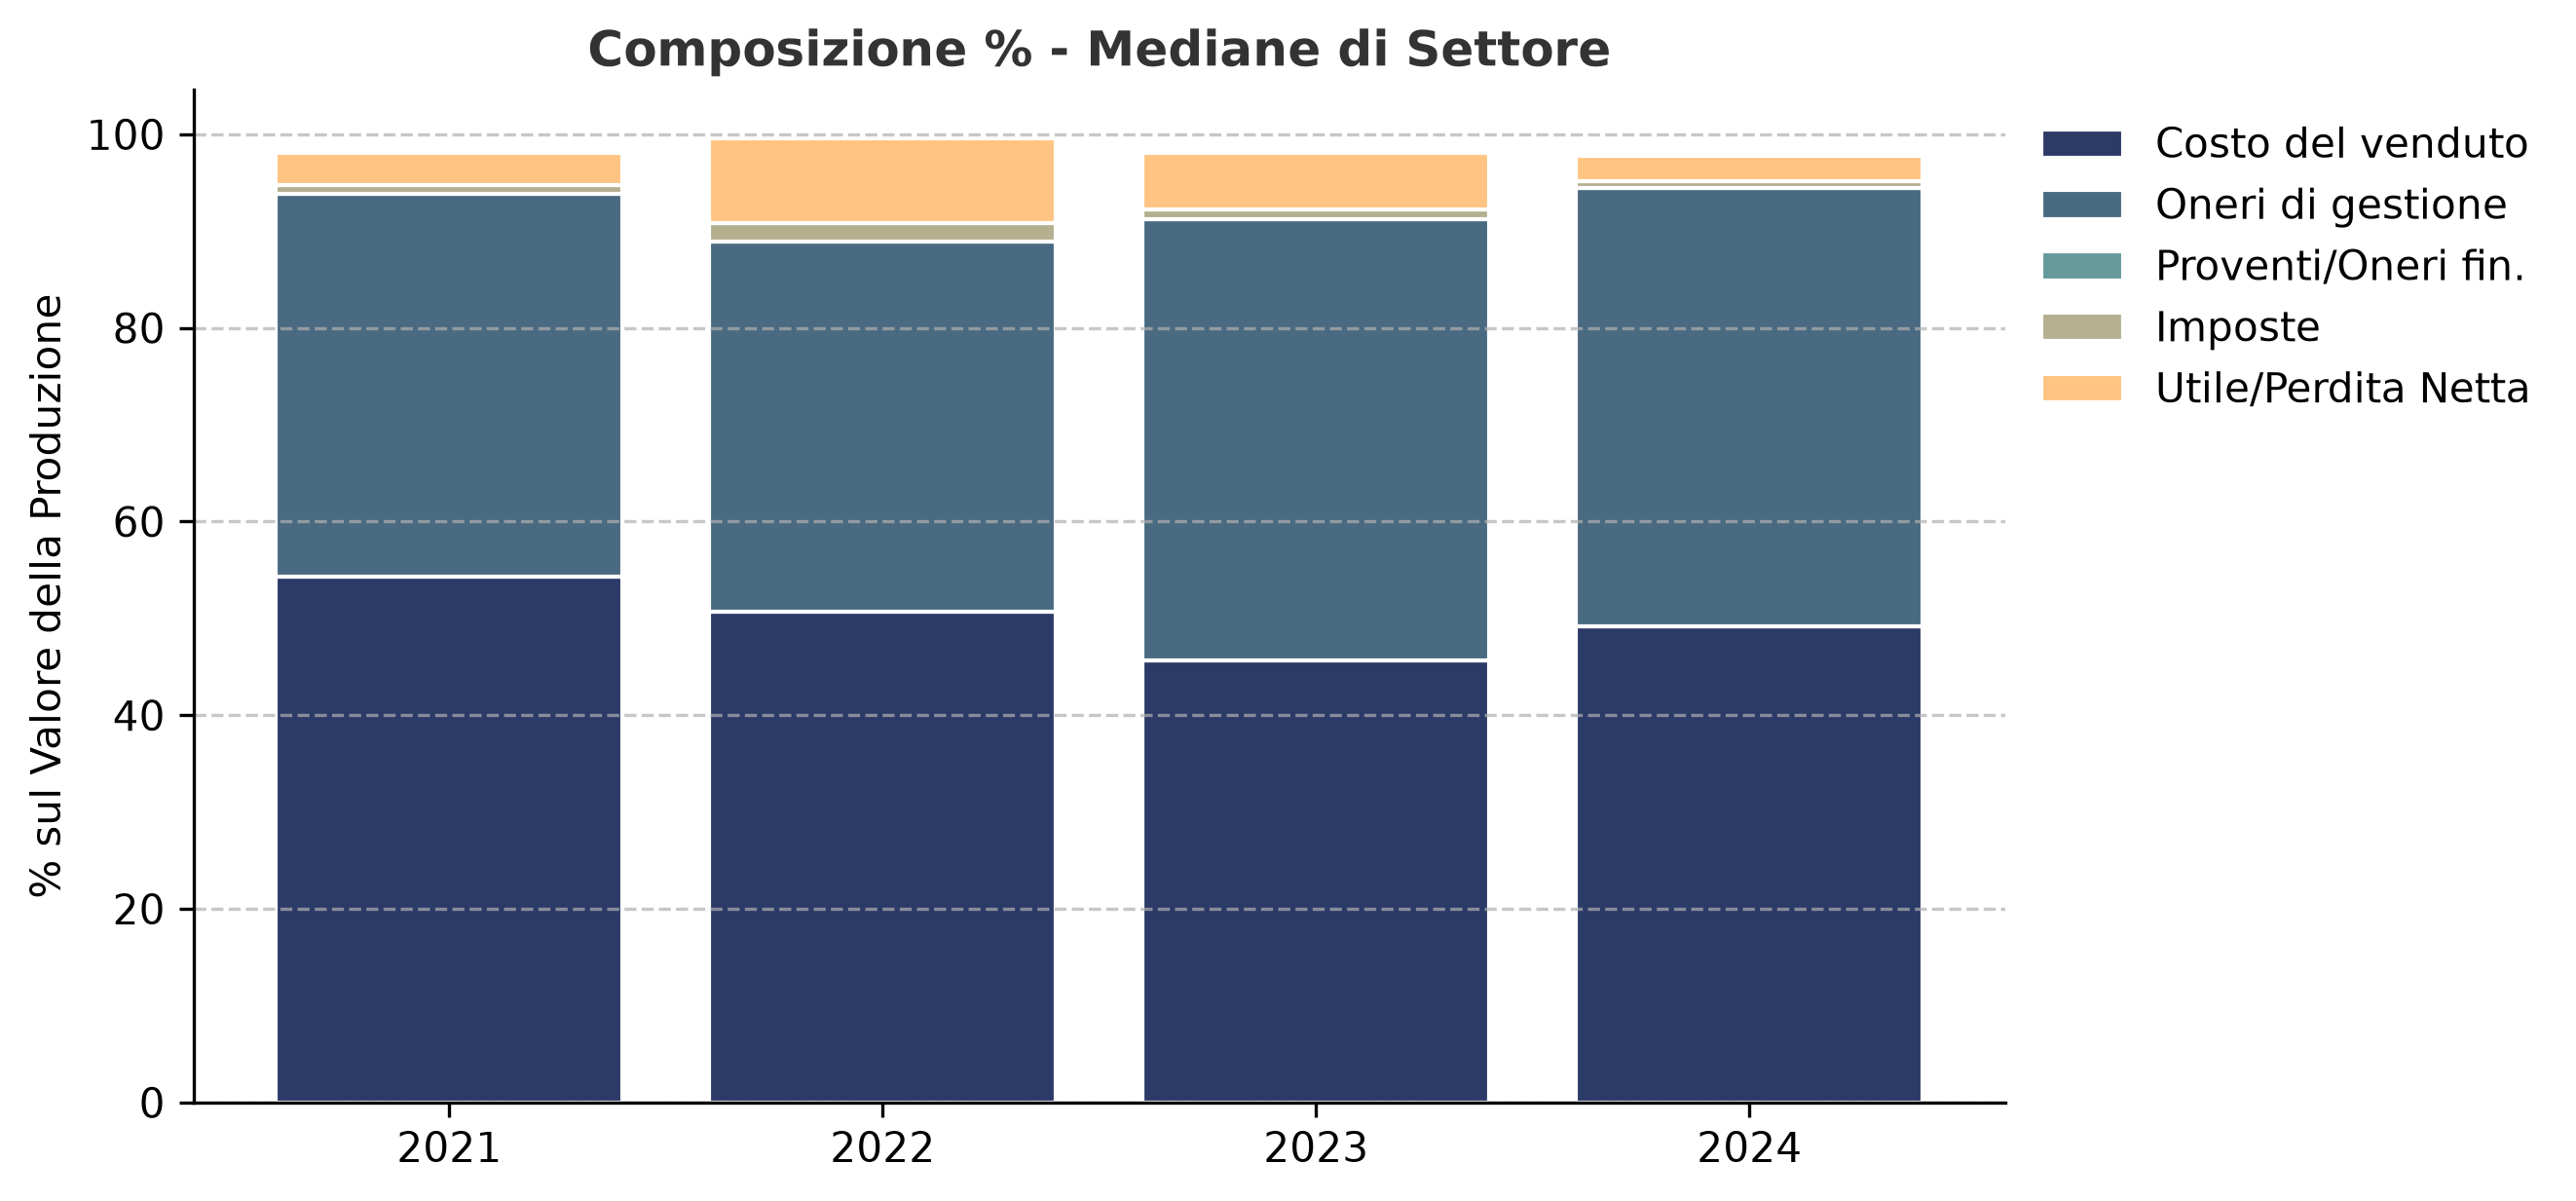 Composizione % - Mediane di Settore
% sul Valore della Produzione
100
80
60
40
20
0
2021
2022
2023
2024
Costo del venduto
Oneri di gestione
Proventi/Oneri fin.
Imposte
Utile/Perdita Netta